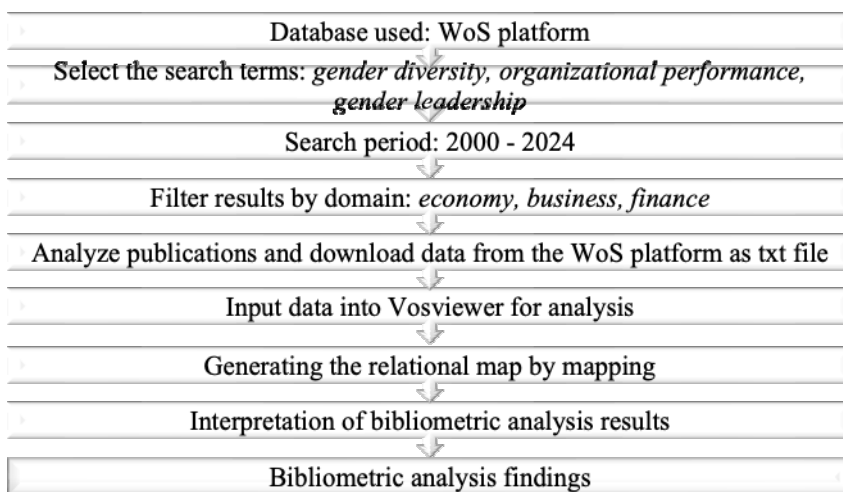 Database used: WoS platform
Select the search terms: gender diversity, organizational performance,
gender leadership
Search period: 2000 - 2024
Filter results by domain: economy, business, finance
Analyze publications and download data from the WoS platform as txt file
Input data into Vosviewer for analysis
Generating the relational map by mapping
Interpretation of bibliometric analysis results
Bibliometric analysis findings